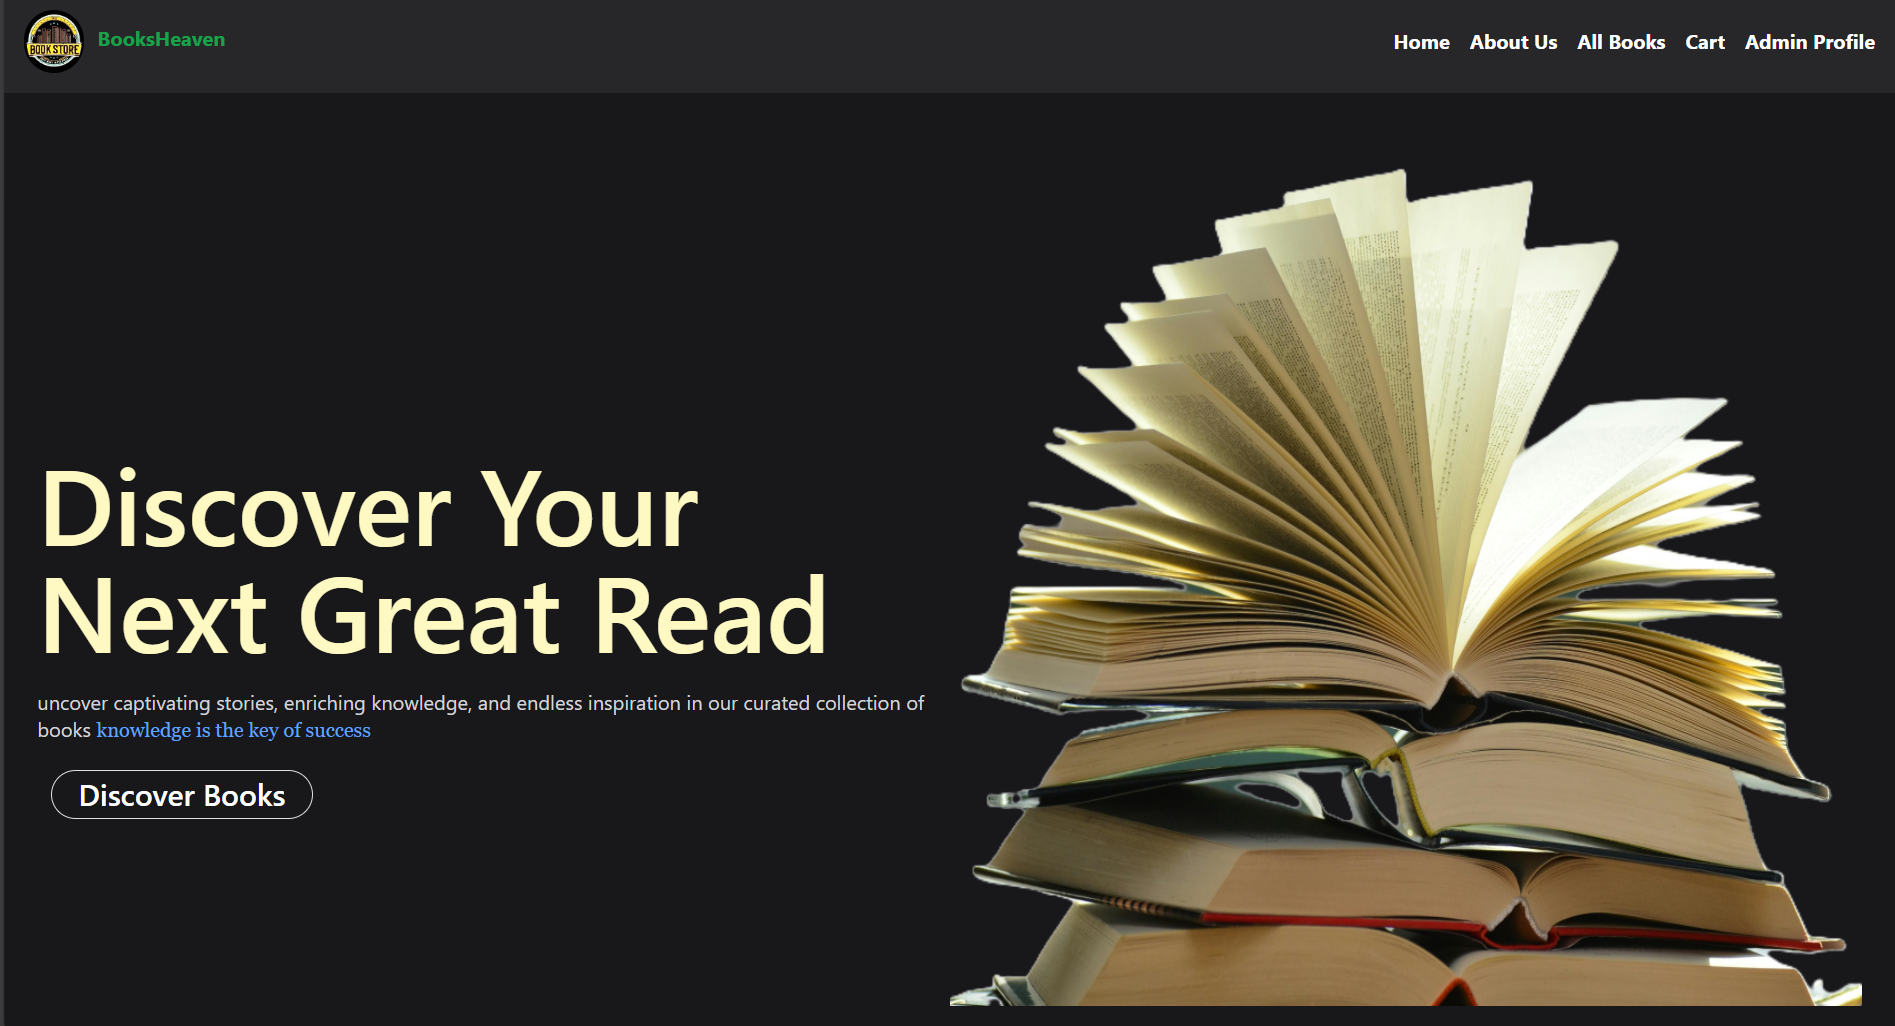 BOOK STORE
BooksHeaven
Home About Us All Books Cart Admin Profile
Discover Your
Next Great Read
uncover captivating stories, enriching knowledge, and endless inspiration in our curated collection of
books knowledge is the key of success
Discover Books